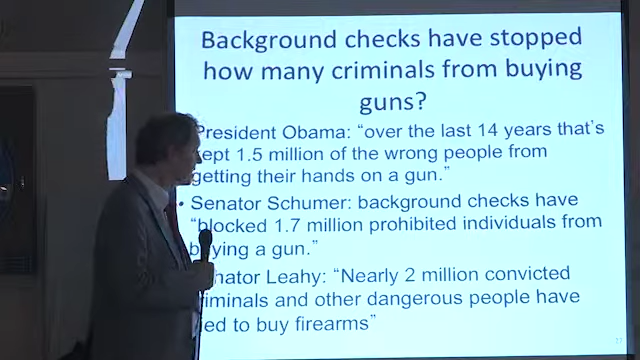 Background checks have stopped
how many criminals from buying
guns?
President Obama: "over the last 14 years that's
kept 1.5 million of the wrong people from
getting their hands on a gun."
• Senator Schumer: background checks have
"blocked 1.7 million prohibited individuals from
buying a gun."
Leahy: "Nearly 2 million convicted
criminals and other dangerous people have
to buy firearms"